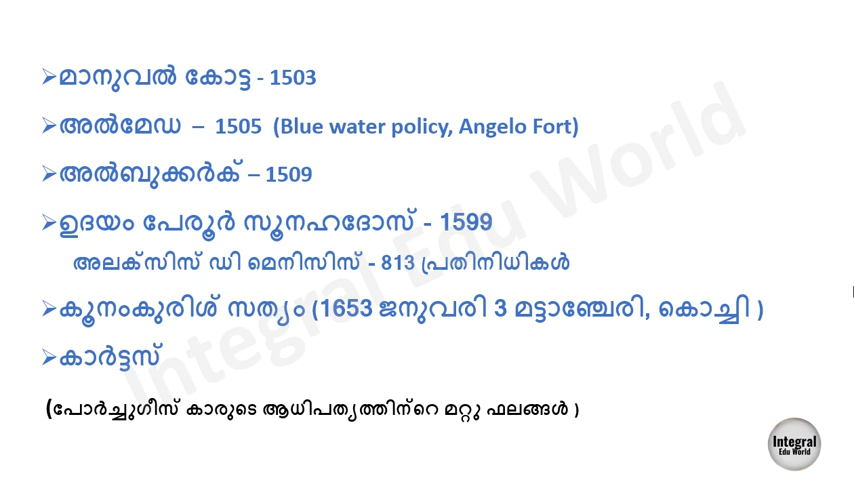 ➢മാനുവൽ കോട്ട - 1503
➢അൽമേഡ – 1505 (Blue water policy, Angelo Fort)
➢അൽബുക്കർക് – 1509
➢ഉദയം പേരൂർ സൂനഹദോസ് - 1599
അലക്സിസ് ഡി മെനിസിസ് - 813 പ്രതിനിധികൾ
➢കൂനംകുരിശ് സത്യം (1653 ജനുവരി 3 മട്ടാഞ്ചേരി, കൊച്ചി )
➢കാർട്ടസ്
(പോർച്ചുഗീസ് കാരുടെ ആധിപത്യത്തിന്റെ മറ്റു ഫലങ്ങൾ )
Integral Edu World
Integral
Edu World